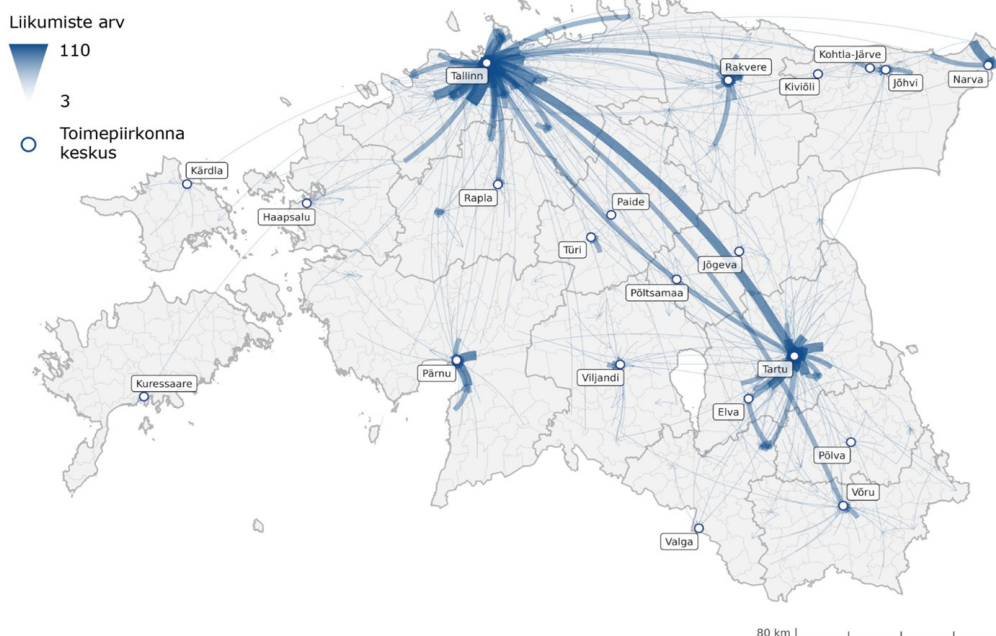 Liikumiste arv
110
3
Toimepiirkonna
keskus
Tallinn
Rakvere
Kohtla-Järve
Kiviõli
Jõhvi
Narva
Kärdla
Haapsalu
Rapla
Paide
Türi
Jõgeva
Põltsamaa
Kuressaare
Pärnu
Viljandi
Tartu
Elva
Põlva
Võru
Valga
80 km